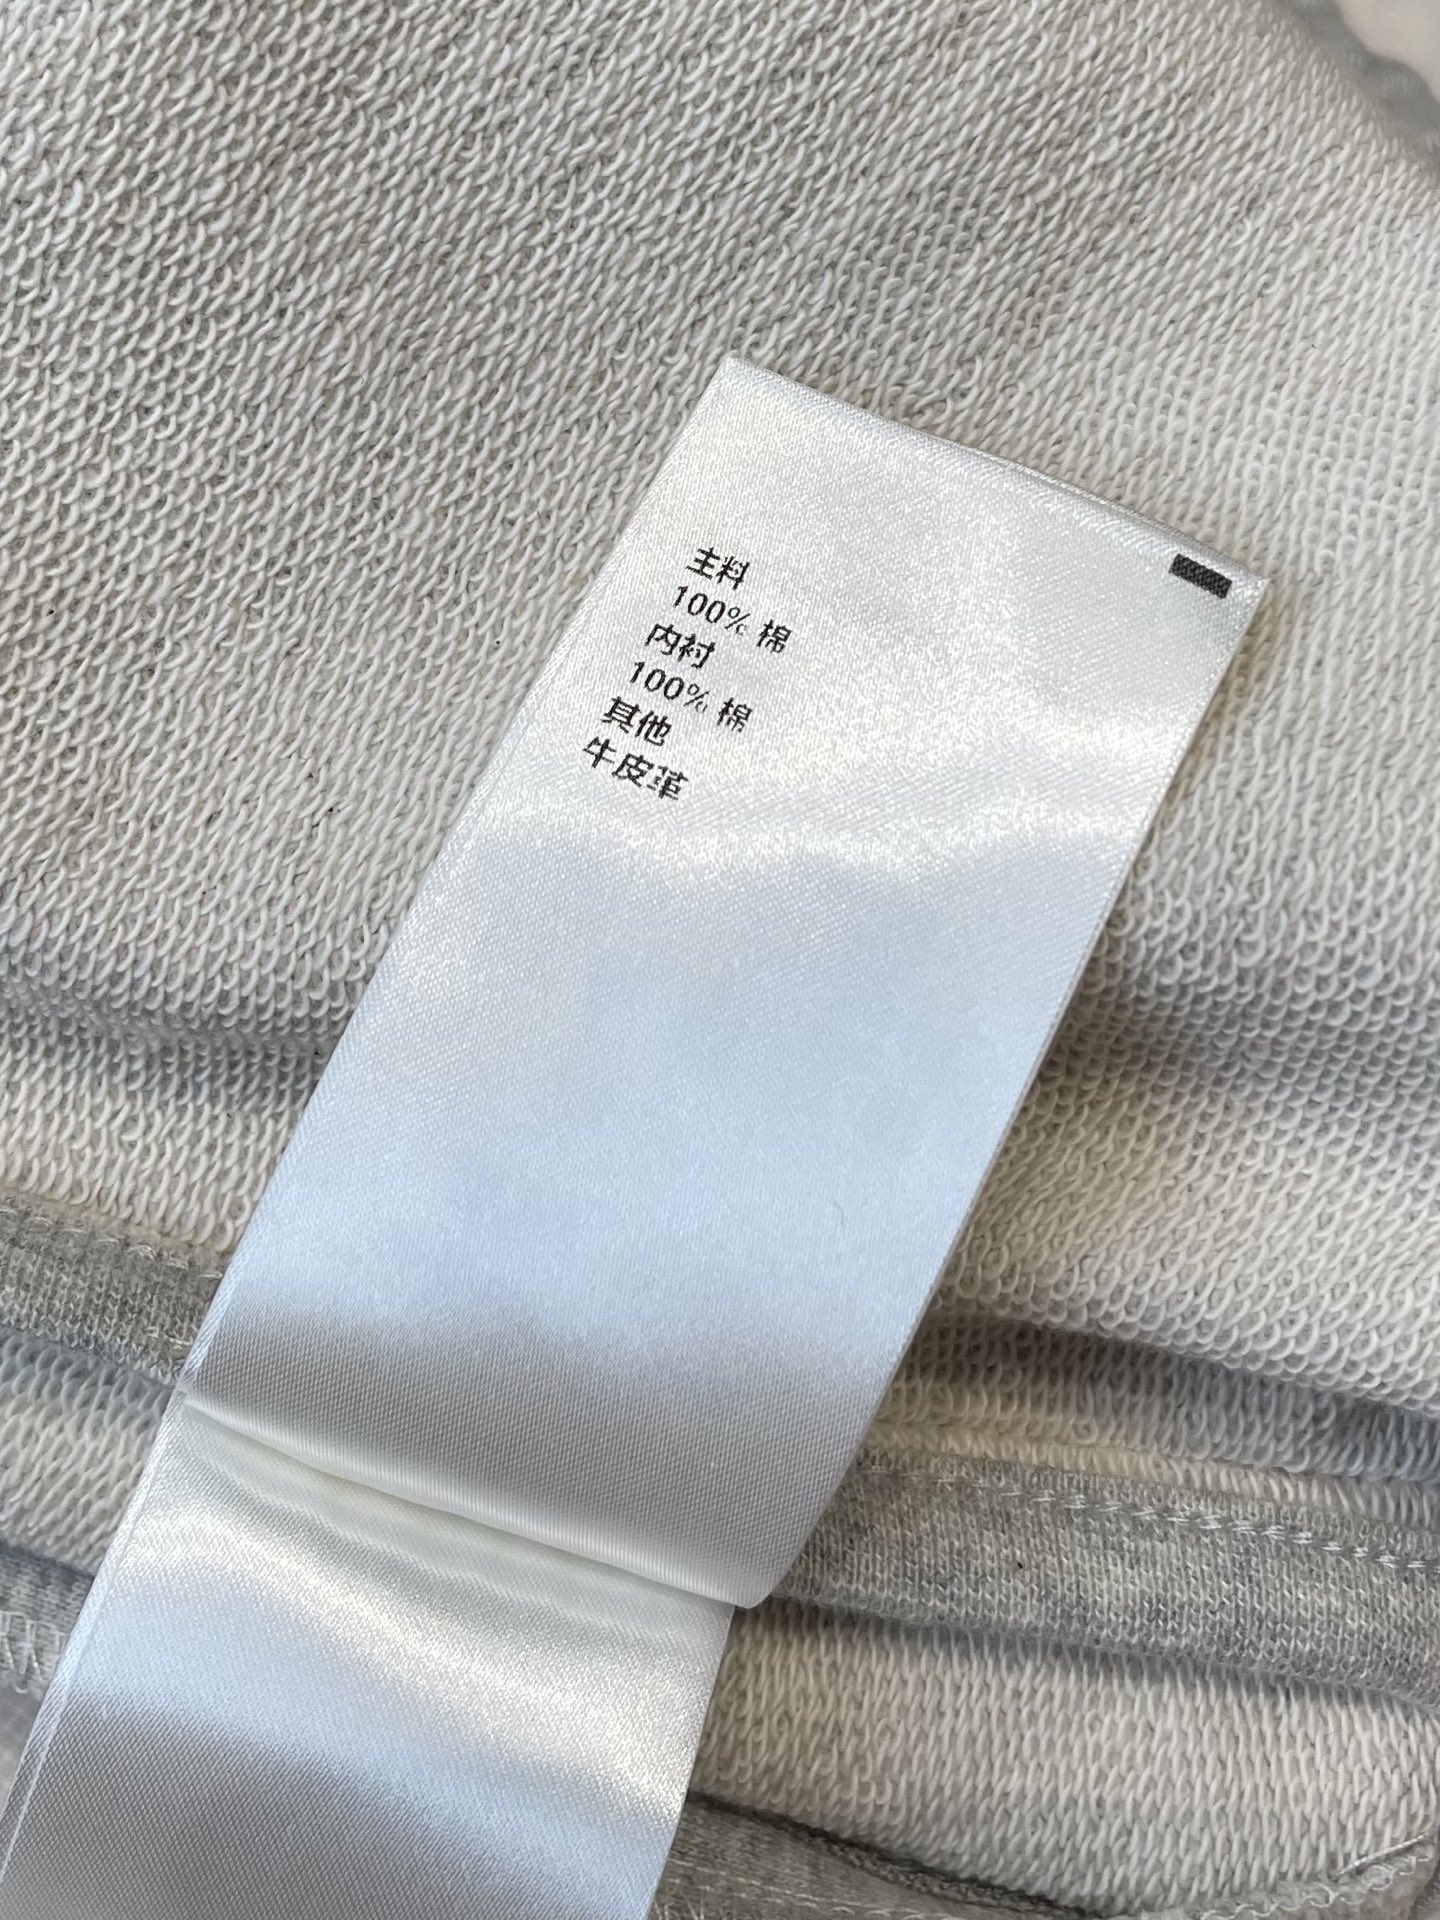 主料
100% 棉
内衬
100% 棉
其他
牛皮革